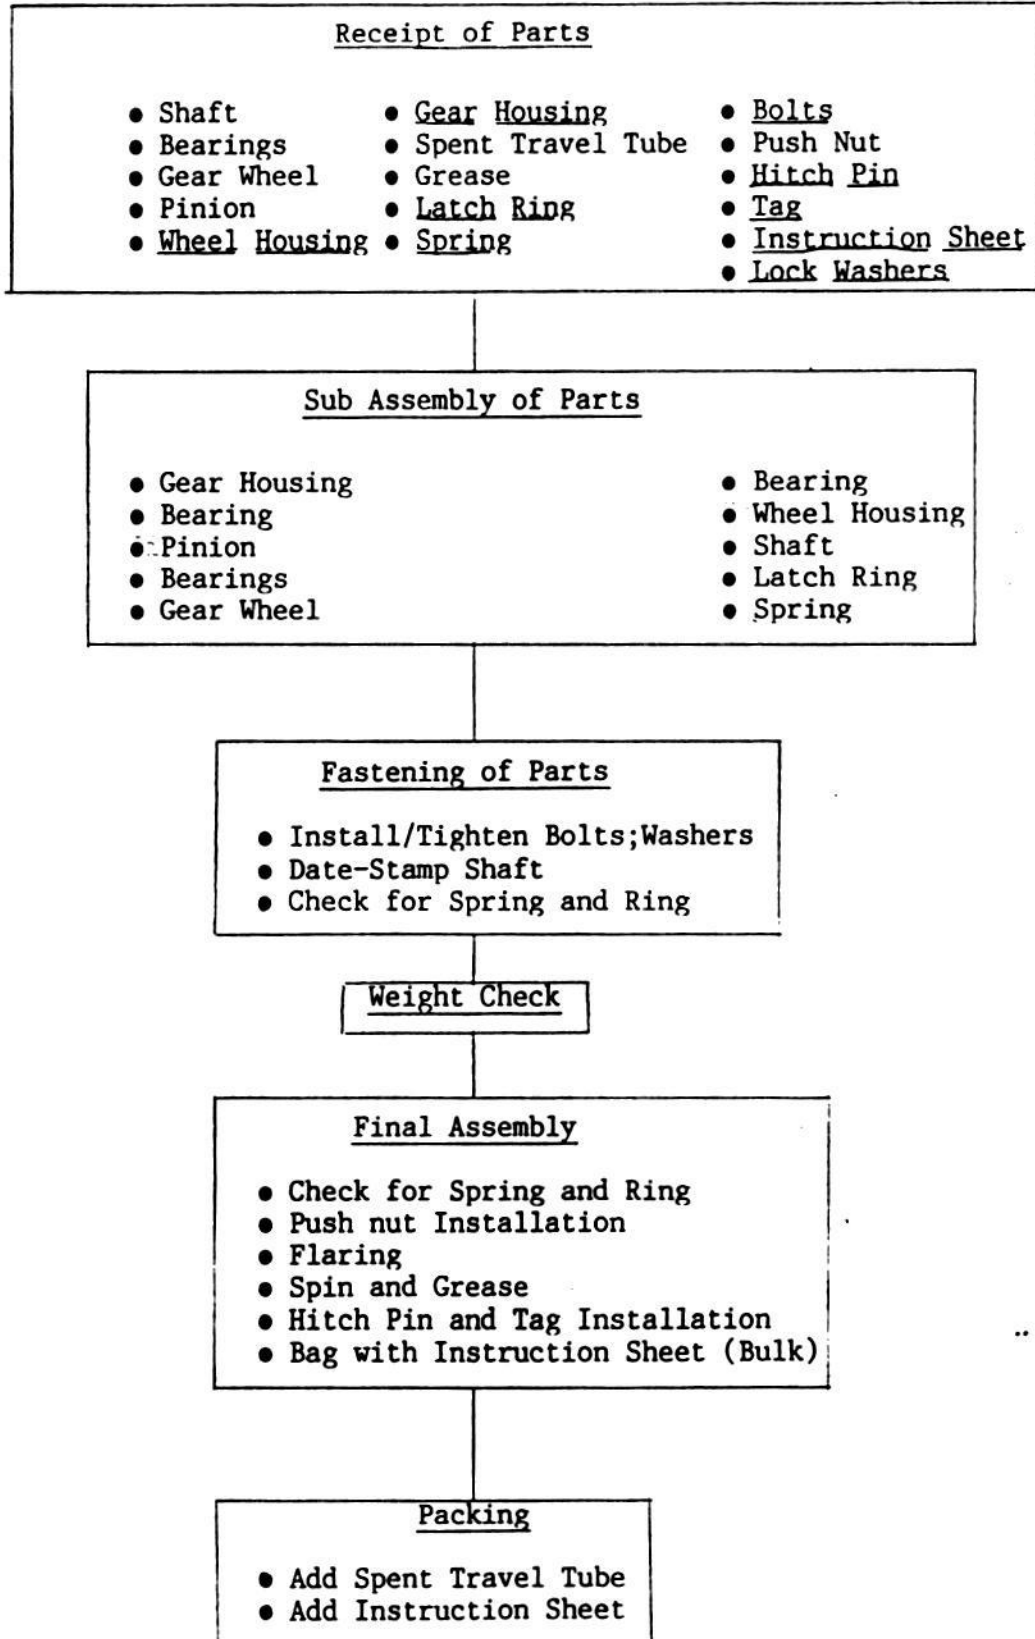 Receipt of Parts
• Shaft
• Bearings
• Gear Wheel
• Pinion
• Wheel Housing
• Gear Housing
• Spent Travel Tube
• Grease
• Latch Ring
• Spring
• Bolts
• Push Nut
• Hitch Pin
• Tag
• Instruction Sheet
• Lock Washers
Sub Assembly of Parts
• Gear Housing
• Bearing
• Pinion
• Bearings
• Gear Wheel
• Bearing
• Wheel Housing
• Shaft
• Latch Ring
• Spring
Fastening of Parts
• Install/Tighten Bolts;Washers
• Date-Stamp Shaft
• Check for Spring and Ring
Weight Check
Final Assembly
• Check for Spring and Ring
• Push nut Installation
• Flaring
• Spin and Grease
• Hitch Pin and Tag Installation
• Bag with Instruction Sheet (Bulk)
Packing
• Add Spent Travel Tube
• Add Instruction Sheet